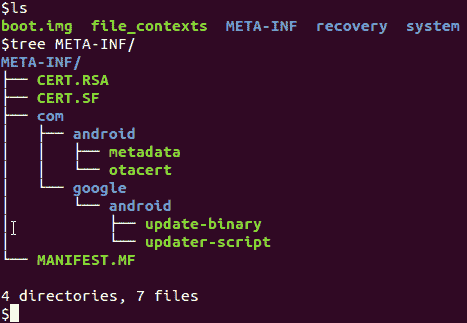 $ls
boot.img  file_contexts  META-INF  recovery  system
$tree META-INF/
META-INF/
├── CERT.RSA
├── CERT.SF
├── com
│   ├── android
│   │   ├── metadata
│   │   └── otacert
│   └── google
│       └── android
│           ├── update-binary
│           └── updater-script
└── MANIFEST.MF

4 directories, 7 files
$